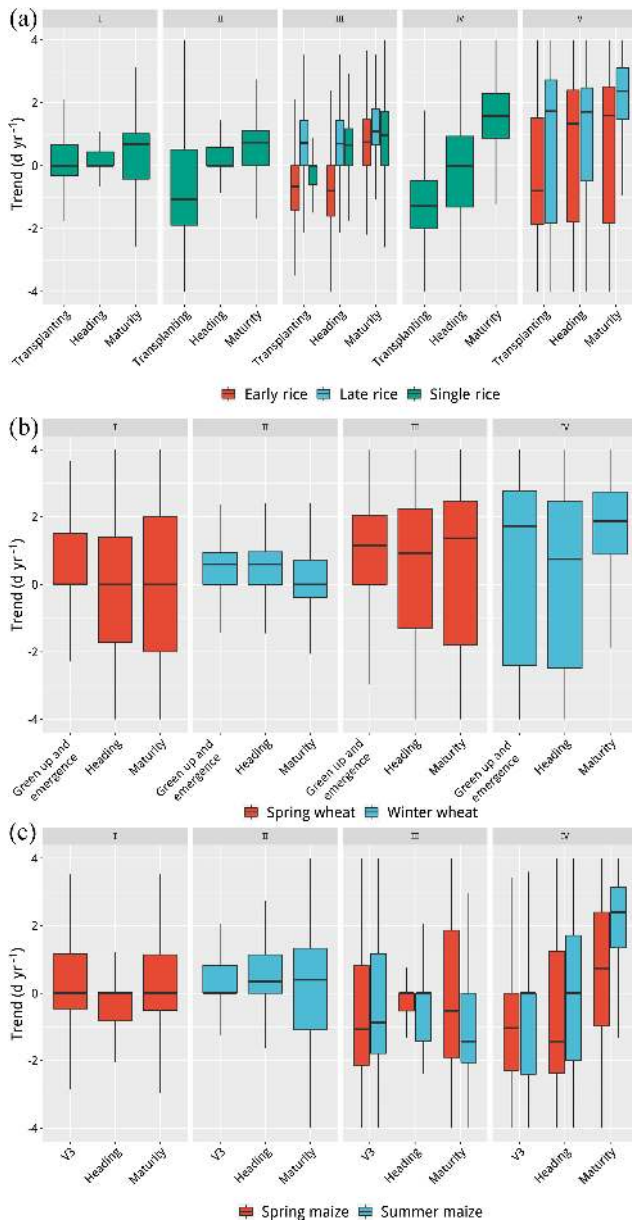 (a)
I II III IV V
4
2
0
-2
-4
Trend (d yr⁻¹)
Transplanting Heading Maturity Transplanting Heading Maturity Transplanting Heading Maturity Transplanting Heading Maturity Transplanting Heading Maturity
Early rice Late rice Single rice
(b)
I II III IV
4
2
0
-2
-4
Trend (d yr⁻¹)
Green up and emergence Heading Maturity Green up and emergence Heading Maturity Green up and emergence Heading Maturity Green up and emergence Heading Maturity
Spring wheat Winter wheat
(c)
I II III IV
4
2
0
-2
-4
Trend (d yr⁻¹)
V3 Heading Maturity V3 Heading Maturity V3 Heading Maturity V3 Heading Maturity
Spring maize Summer maize